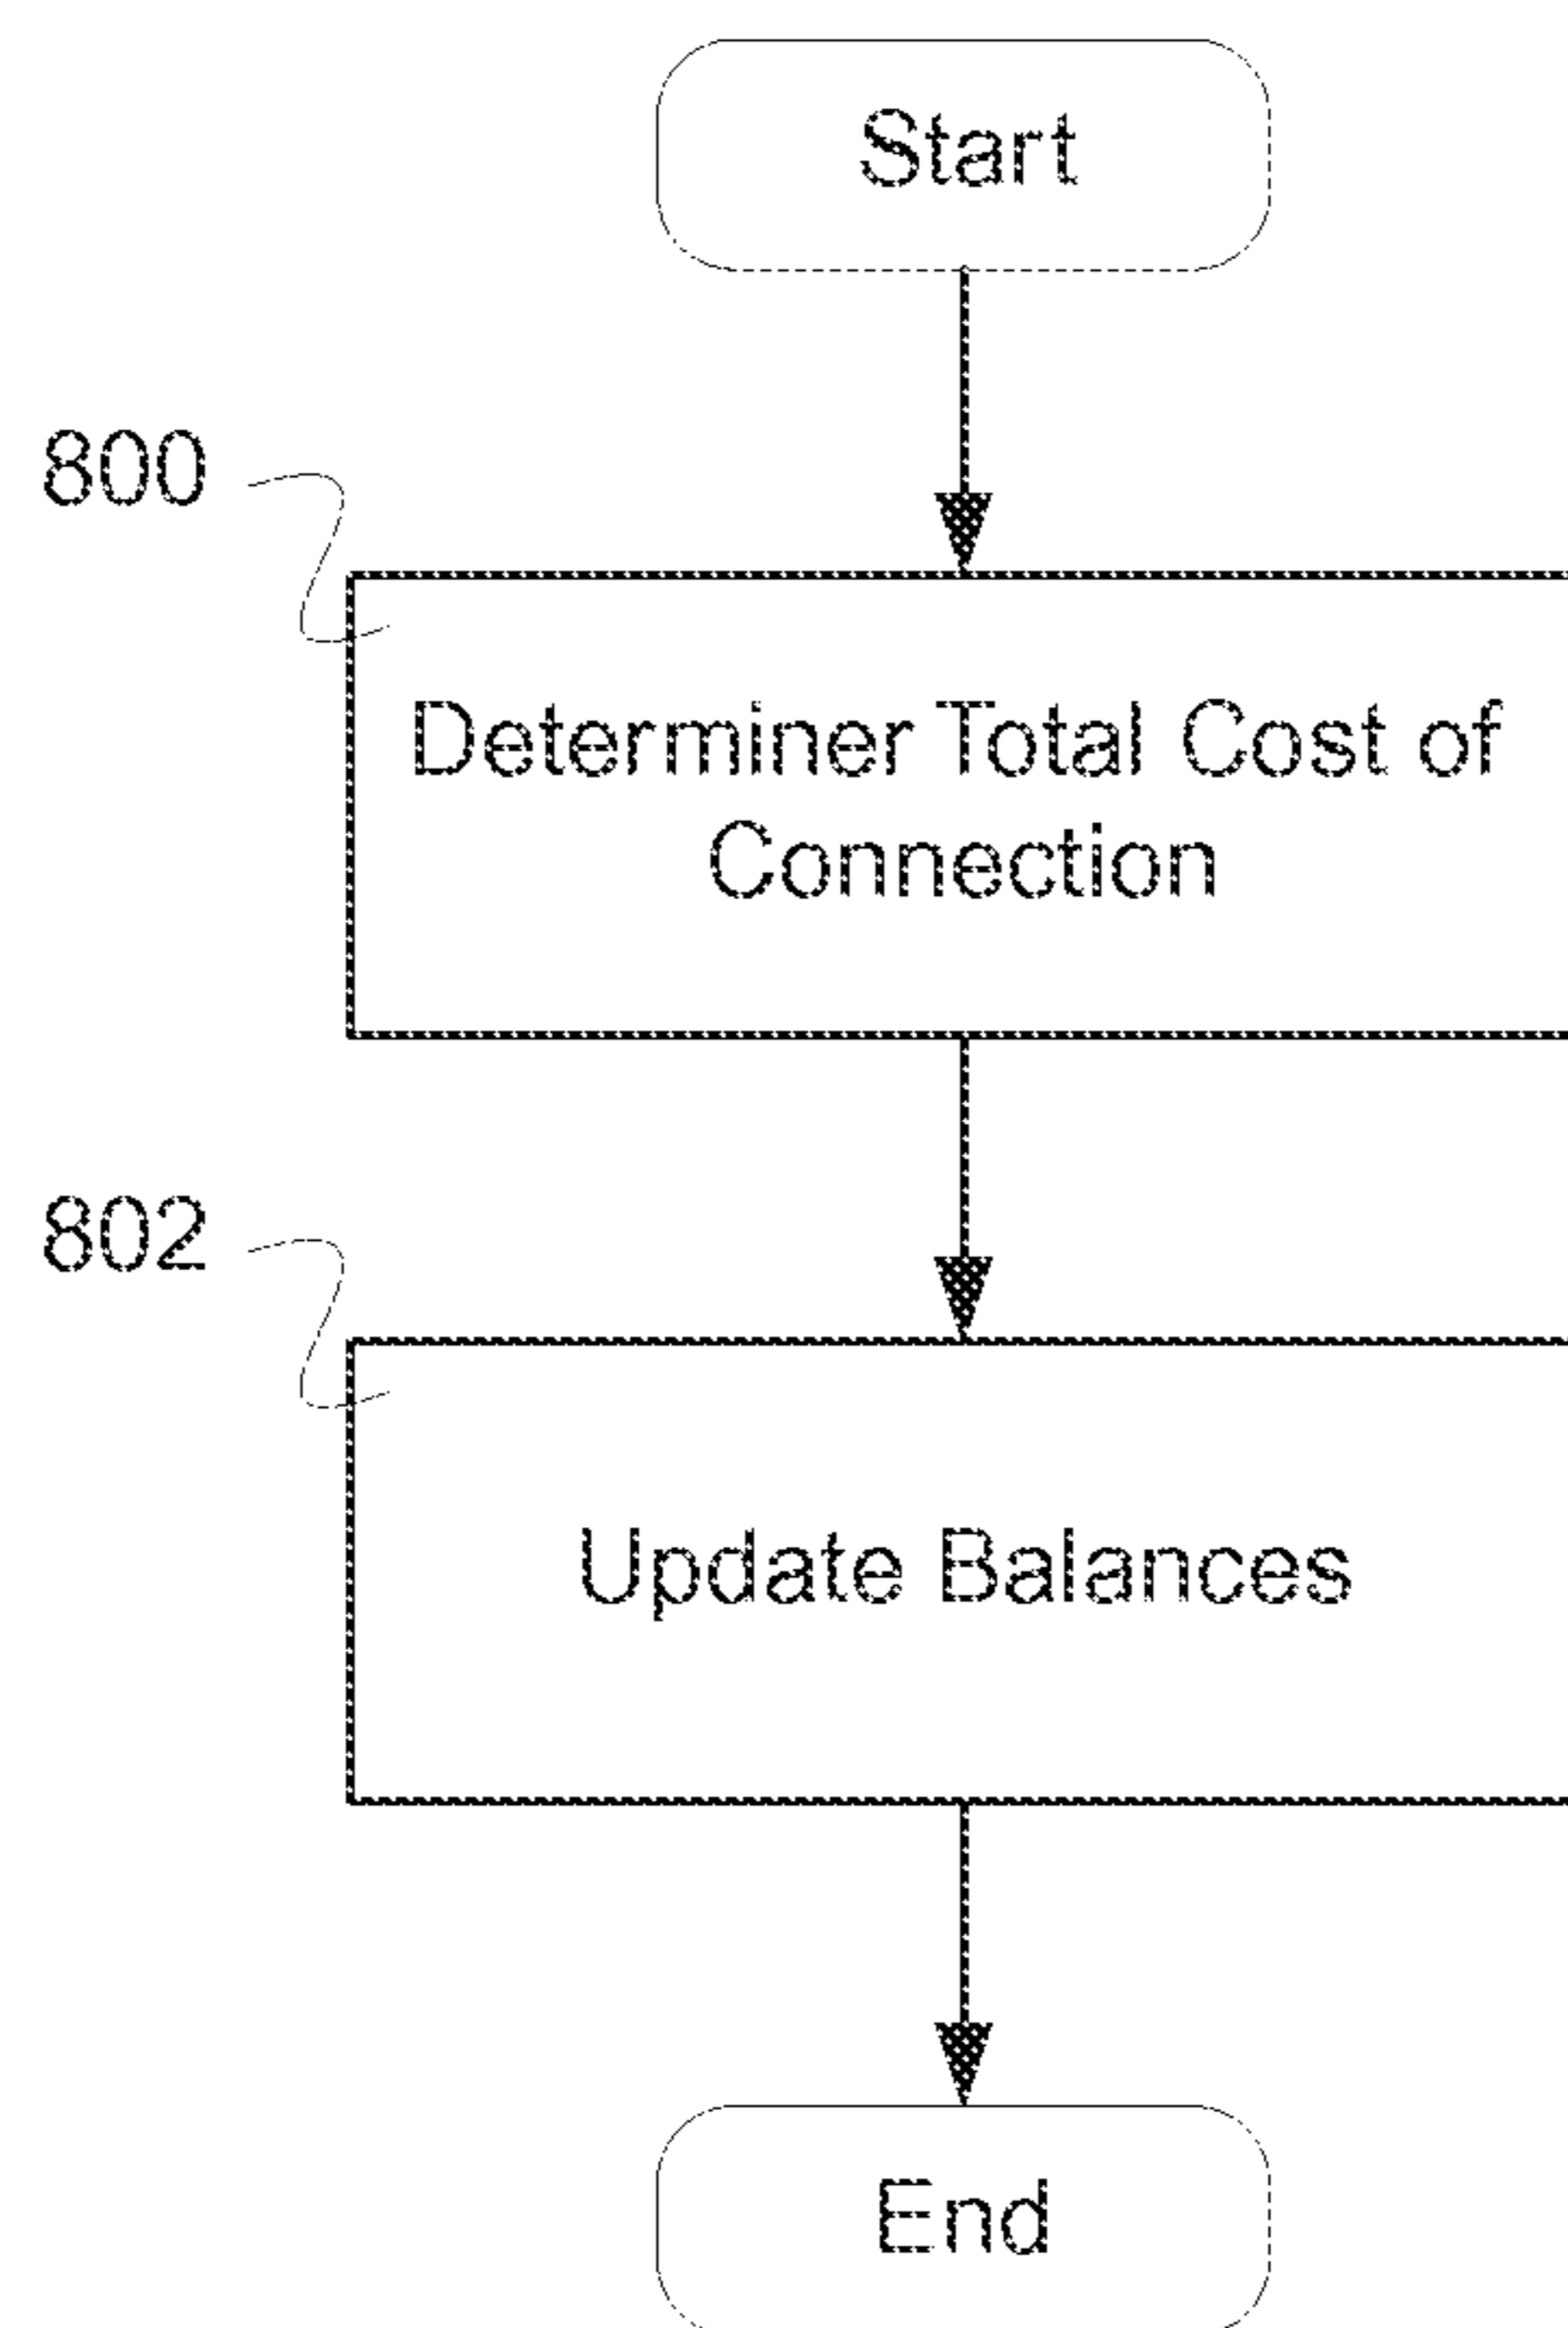 Start
800
Determiner Total Cost of
Connection
802
Update Balances
End